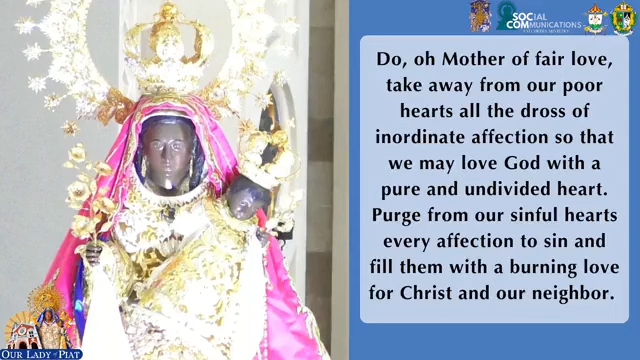 SOCIAL
COMMUNICATIONS
Do, oh Mother of fair love,
take away from our poor
hearts all the dross of
inordinate affection so that
we may love God with a
pure and undivided heart.
Purge from our sinful hearts
every affection to sin and
fill them with a burning love
for Christ and our neighbor.
OUR LADY of PIAT